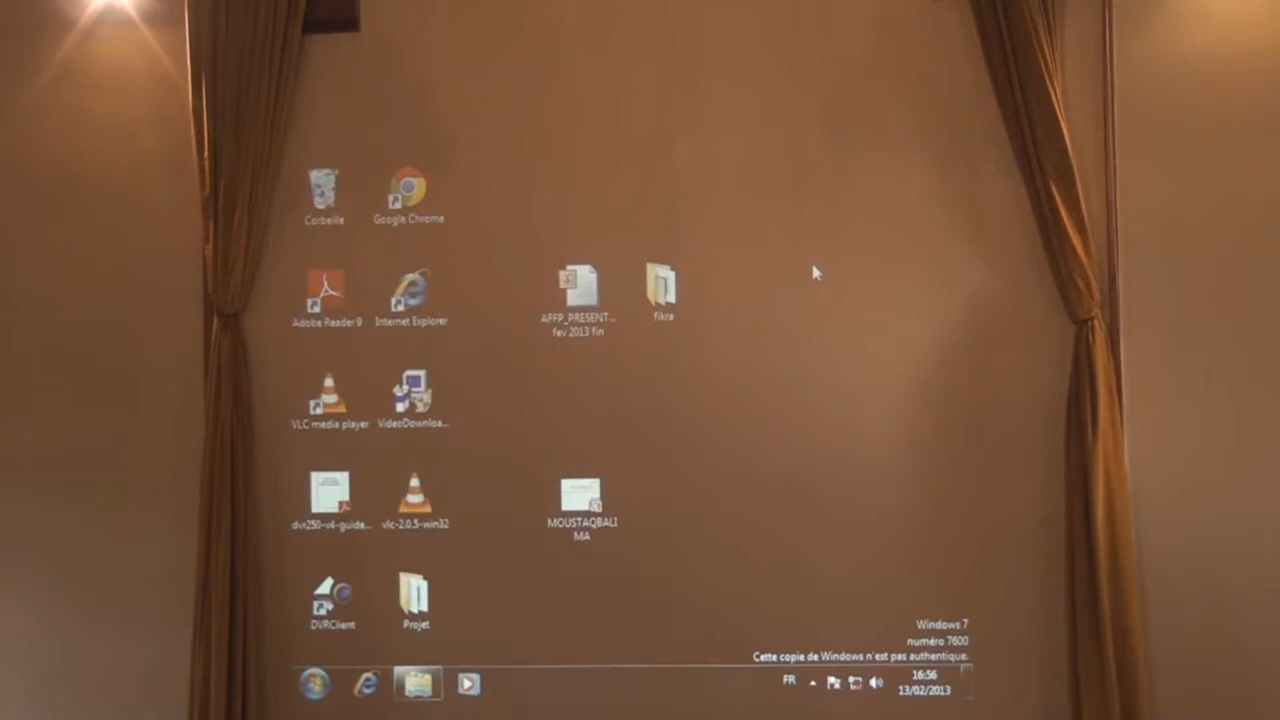 Corbeille
Google Chrome
Adobe Reader 9
Internet Explorer
AFFP_PRESENT...
fev 2013 fin
fikra
VLC media player
VideoDownloa...
dvr250-v4-guide...
vlc-2.0.5-win32
MOUSTAQBALI
MA
DVRClient
Projet
Windows 7
numéro 7600
Cette copie de Windows n'est pas authentique.
FR
16:56
13/02/2013